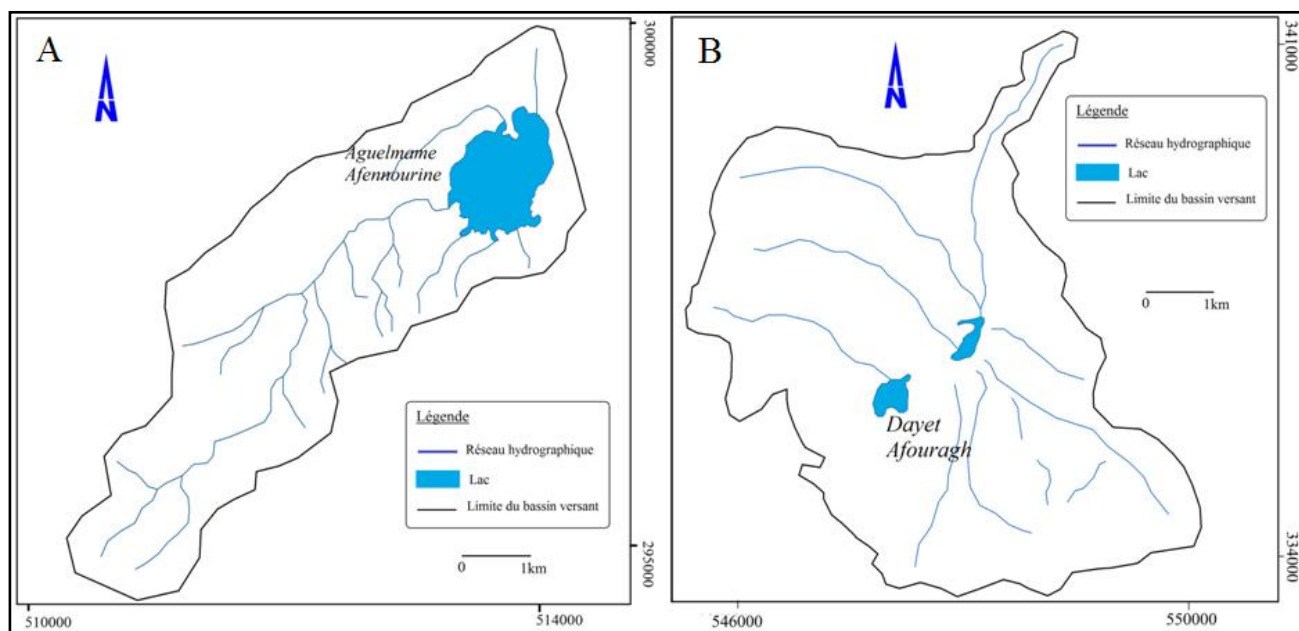 A
N
Aguelmame
Afennourine
Légende
Réseau hydrographique
Lac
Limite du bassin versant
0 1km
300000
295000
510000 514000
B
N
Légende
Réseau hydrographique
Lac
Limite du bassin versant
0 1km
Dayet
Afouragh
341000
334000
546000 550000